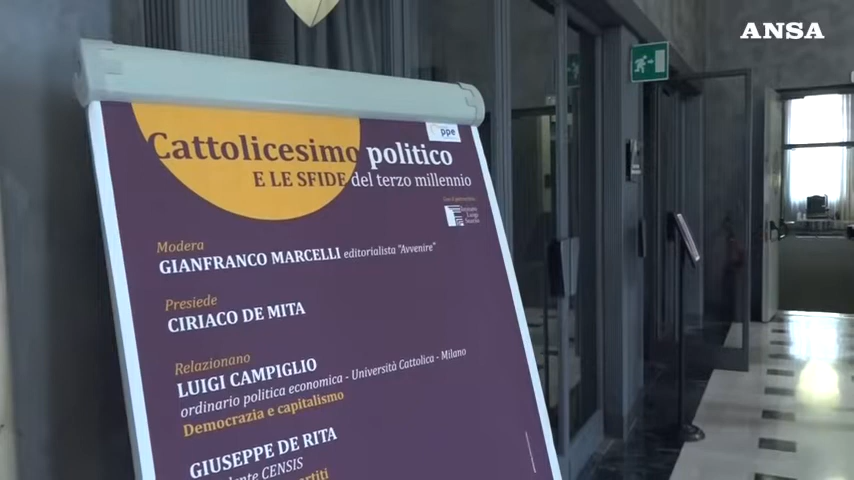 ANSA
ppe
Cattolicesimo politico
E LE SFIDE del terzo millennio
Modera
GIANFRANCO MARCELLI editorialista "Avvenire"
Presiede
CIRIACO DE MITA
Relazionano
LUIGI CAMPIGLIO
ordinario politica economica - Università Cattolica - Milano
Democrazia e capitalismo
GIUSEPPE DE RITA
CENSIS